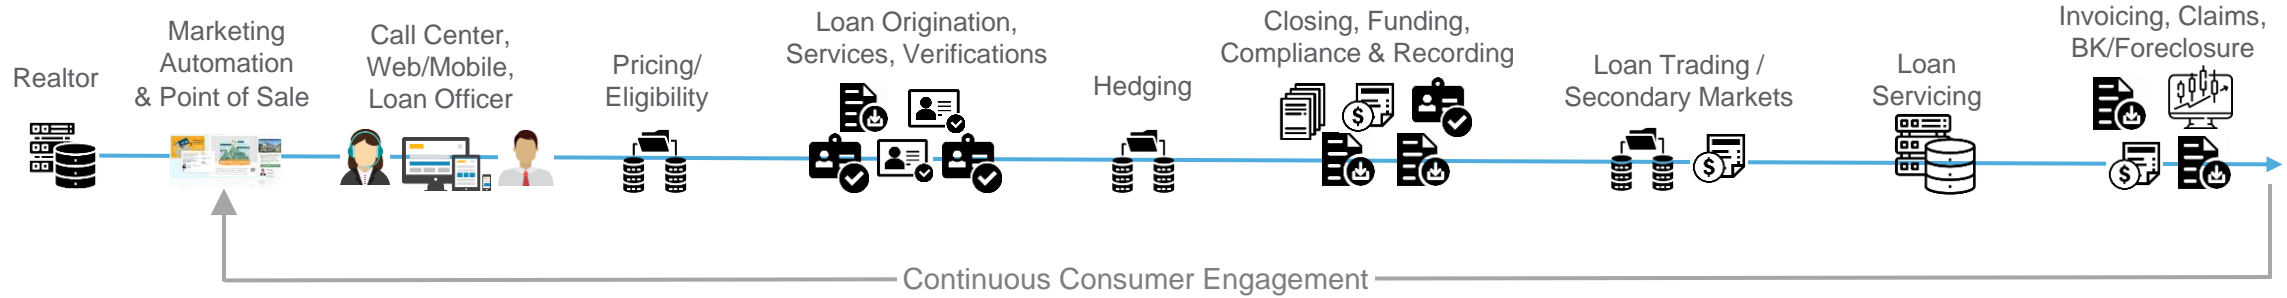 Realtor
Marketing
Automation
& Point of Sale
Call Center,
Web/Mobile,
Loan Officer
Pricing/
Eligibility
Loan Origination,
Services, Verifications
Hedging
Closing, Funding,
Compliance & Recording
Loan Trading /
Secondary Markets
Loan
Servicing
Invoicing, Claims,
BK/Foreclosure
Continuous Consumer Engagement